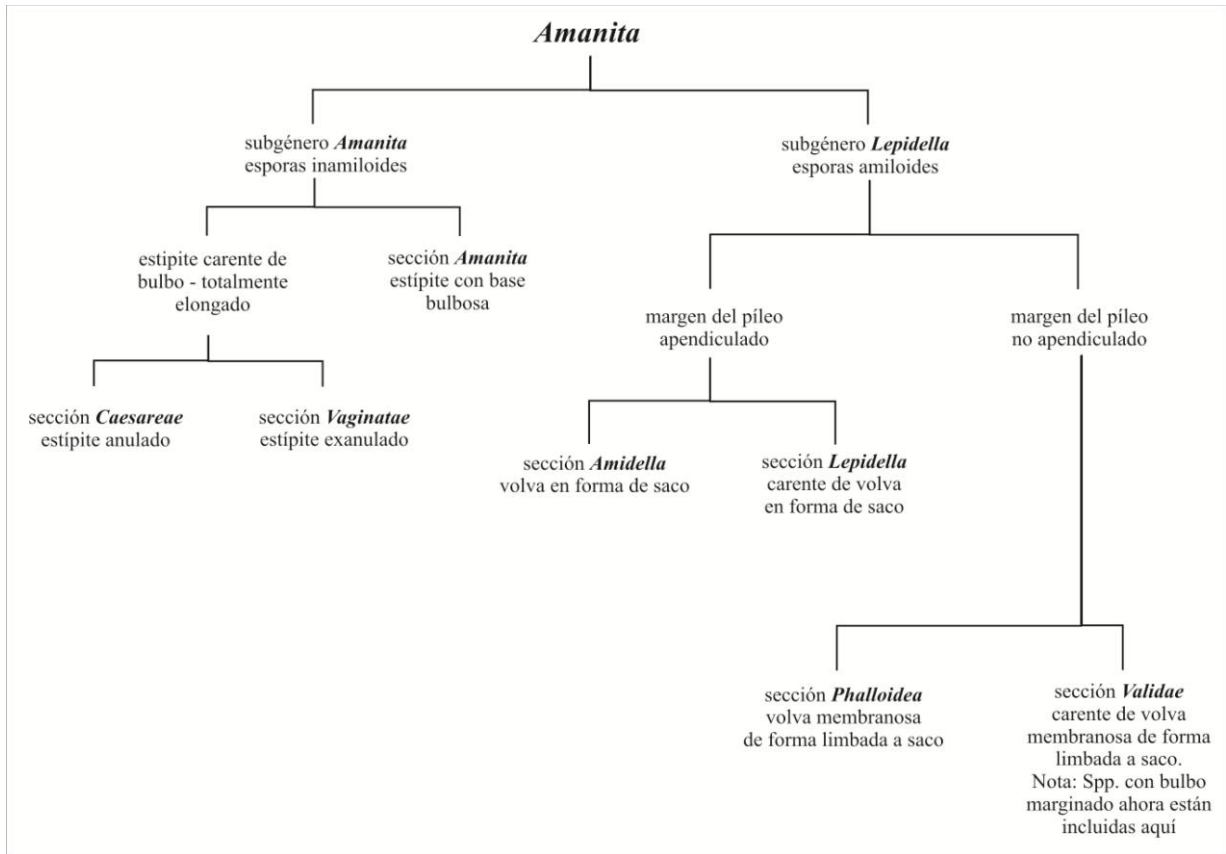 Amanita
subgénero Amanita
esporas inamiloides
subgénero Lepidella
esporas amiloides
estipite carente de
bulbo - totalmente
elongado
sección Amanita
estípite con base
bulbosa
margen del píleo
apendiculado
margen del píleo
no apendiculado
sección Caesareae
estípite anulado
sección Vaginatae
estípite exanulado
sección Amidella
volva en forma de saco
sección Lepidella
carente de volva
en forma de saco
sección Phalloidea
volva membranosa
de forma limbada a saco
sección Validae
carente de volva
membranosa de forma
limbada a saco.
Nota: Spp. con bulbo
marginado ahora están
incluidas aquí